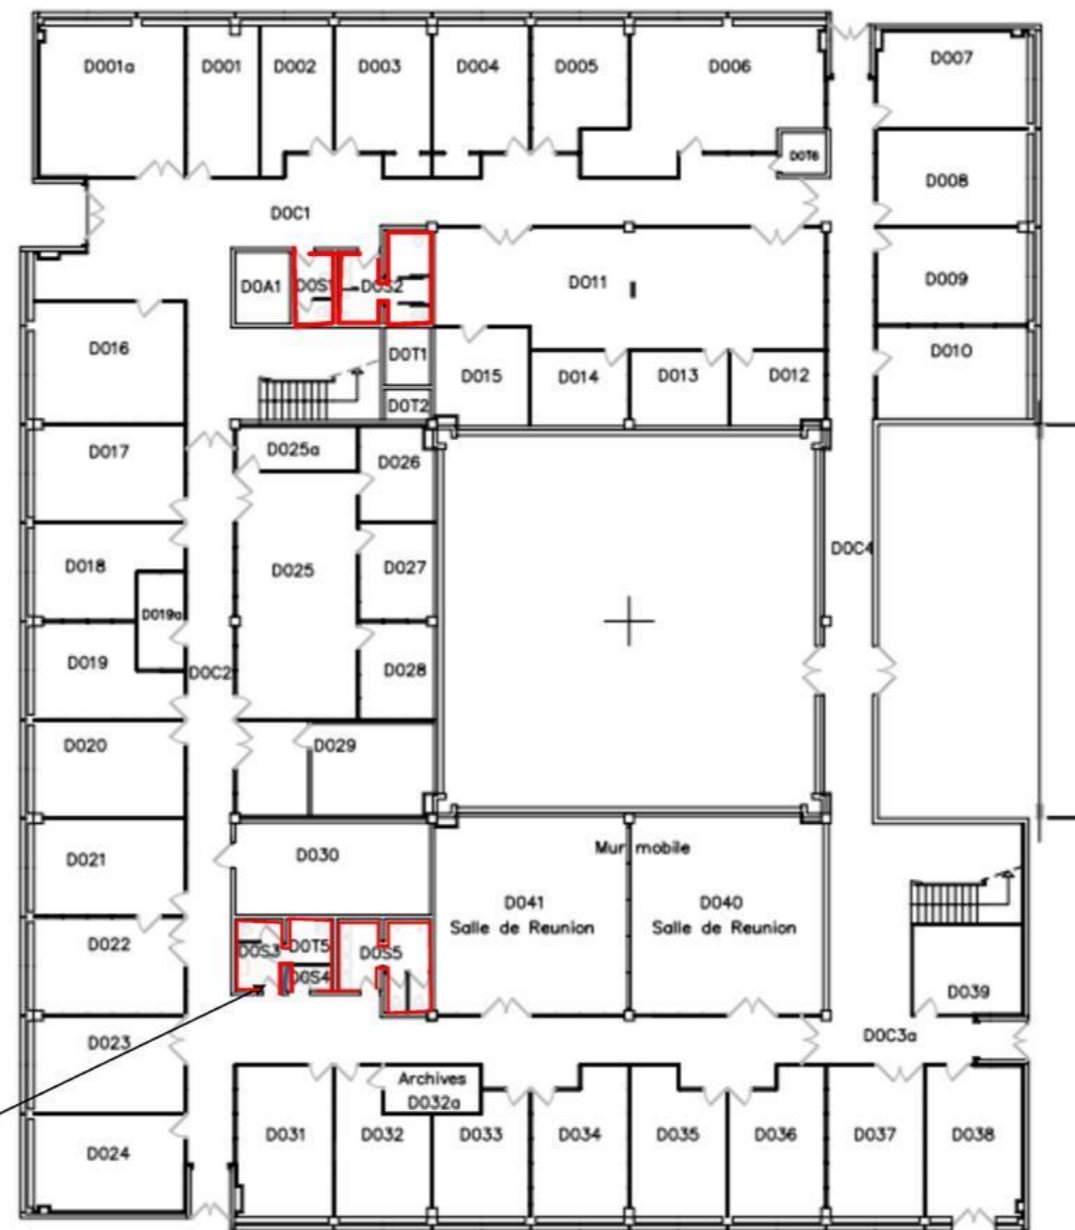 D001a
D001
D002
D003
D004
D005
D006
D007
D0T6
D008
D0C1
D0A1
D0S1
D0S2
D011
D009
D016
D0T1
D015
D014
D013
D012
D010
D0T2
D017
D025a
D026
D018
D025
D027
D0C4
D019a
D019
D0C2
D028
D020
D029
D021
D030
Mur mobile
D022
D041
Salle de Reunion
D040
Salle de Reunion
D0S3
D0T5
D0S4
D0S5
D039
D023
D0C3a
Archives
D032a
D024
D031
D032
D033
D034
D035
D036
D037
D038